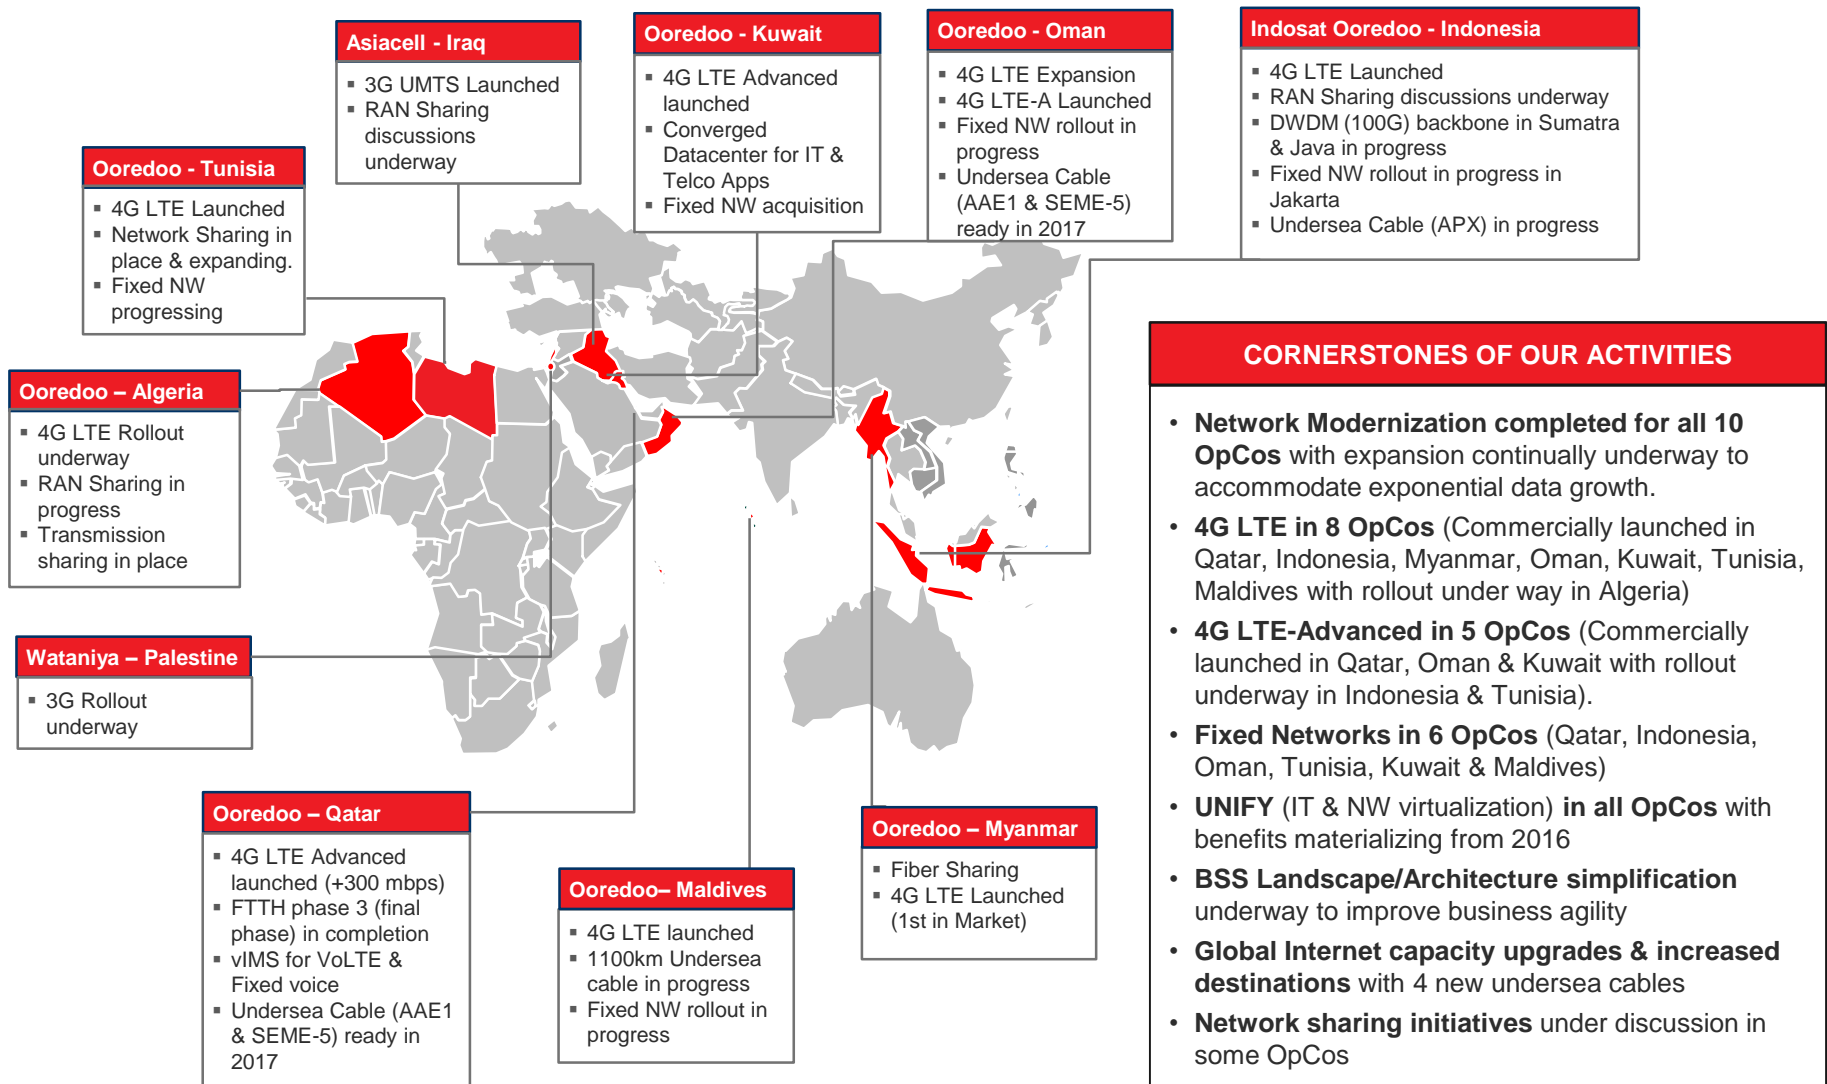 Asiacell - Iraq
▪ 3G UMTS Launched
▪ RAN Sharing
discussions
underway
Ooredoo - Kuwait
▪ 4G LTE Advanced
launched
▪ Converged
Datacenter for IT &
Telco Apps
▪ Fixed NW acquisition
Ooredoo - Oman
▪ 4G LTE Expansion
▪ 4G LTE-A Launched
▪ Fixed NW rollout in
progress
▪ Undersea Cable
(AAE1 & SEME-5)
ready in 2017
Indosat Ooredoo - Indonesia
▪ 4G LTE Launched
▪ RAN Sharing discussions underway
▪ DWDM (100G) backbone in Sumatra
& Java in progress
▪ Fixed NW rollout in progress in
Jakarta
▪ Undersea Cable (APX) in progress
Ooredoo - Tunisia
▪ 4G LTE Launched
▪ Network Sharing in
place & expanding.
▪ Fixed NW
progressing
Ooredoo – Algeria
▪ 4G LTE Rollout
underway
▪ RAN Sharing in
progress
▪ Transmission
sharing in place
Wataniya – Palestine
▪ 3G Rollout
underway
Ooredoo – Qatar
▪ 4G LTE Advanced
launched (+300 mbps)
▪ FTTH phase 3 (final
phase) in completion
▪ vIMS for VoLTE &
Fixed voice
▪ Undersea Cable (AAE1
& SEME-5) ready in
2017
Ooredoo– Maldives
▪ 4G LTE launched
▪ 1100km Undersea
cable in progress
▪ Fixed NW rollout in
progress
Ooredoo – Myanmar
▪ Fiber Sharing
▪ 4G LTE Launched
(1st in Market)
CORNERSTONES OF OUR ACTIVITIES
• Network Modernization completed for all 10
OpCos with expansion continually underway to
accommodate exponential data growth.
• 4G LTE in 8 OpCos (Commercially launched in
Qatar, Indonesia, Myanmar, Oman, Kuwait, Tunisia,
Maldives with rollout under way in Algeria)
• 4G LTE-Advanced in 5 OpCos (Commercially
launched in Qatar, Oman & Kuwait with rollout
underway in Indonesia & Tunisia).
• Fixed Networks in 6 OpCos (Qatar, Indonesia,
Oman, Tunisia, Kuwait & Maldives)
• UNIFY (IT & NW virtualization) in all OpCos with
benefits materializing from 2016
• BSS Landscape/Architecture simplification
underway to improve business agility
• Global Internet capacity upgrades & increased
destinations with 4 new undersea cables
• Network sharing initiatives under discussion in
some OpCos